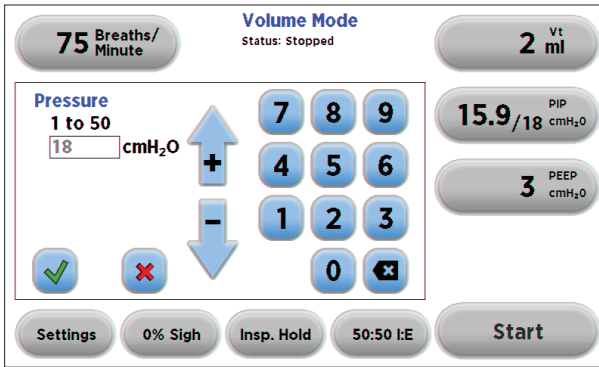 Volume Mode
Status: Stopped
75 Breaths/
Minute
2 Vt
ml
Pressure
1 to 50
18 cmH₂O
+
−
7 8 9
4 5 6
1 2 3
0
15.9/18 PIP
cmH₂0
3 PEEP
cmH₂0
Settings
0% Sigh
Insp. Hold
50:50 I:E
Start